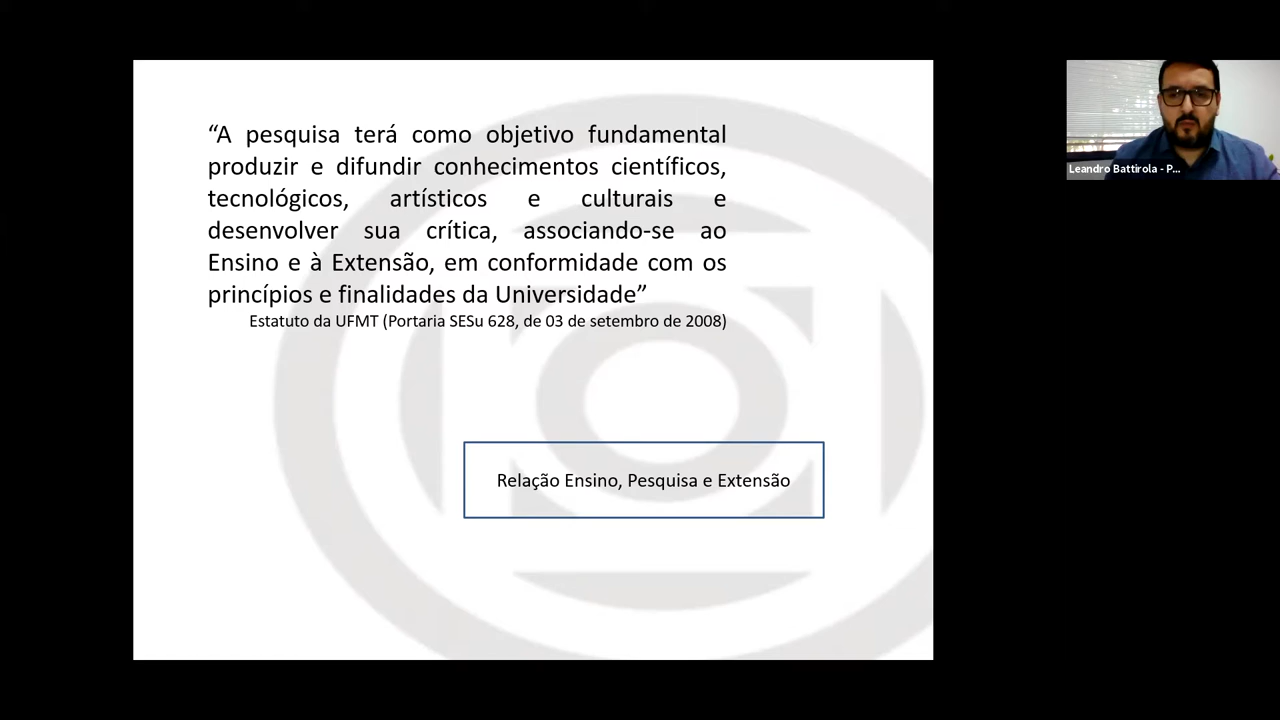 “A pesquisa terá como objetivo fundamental
produzir e difundir conhecimentos científicos,
tecnológicos, artísticos e culturais e
desenvolver sua crítica, associando-se ao
Ensino e à Extensão, em conformidade com os
princípios e finalidades da Universidade”
Estatuto da UFMT (Portaria SESu 628, de 03 de setembro de 2008)
Relação Ensino, Pesquisa e Extensão
Leandro Battirola - P...